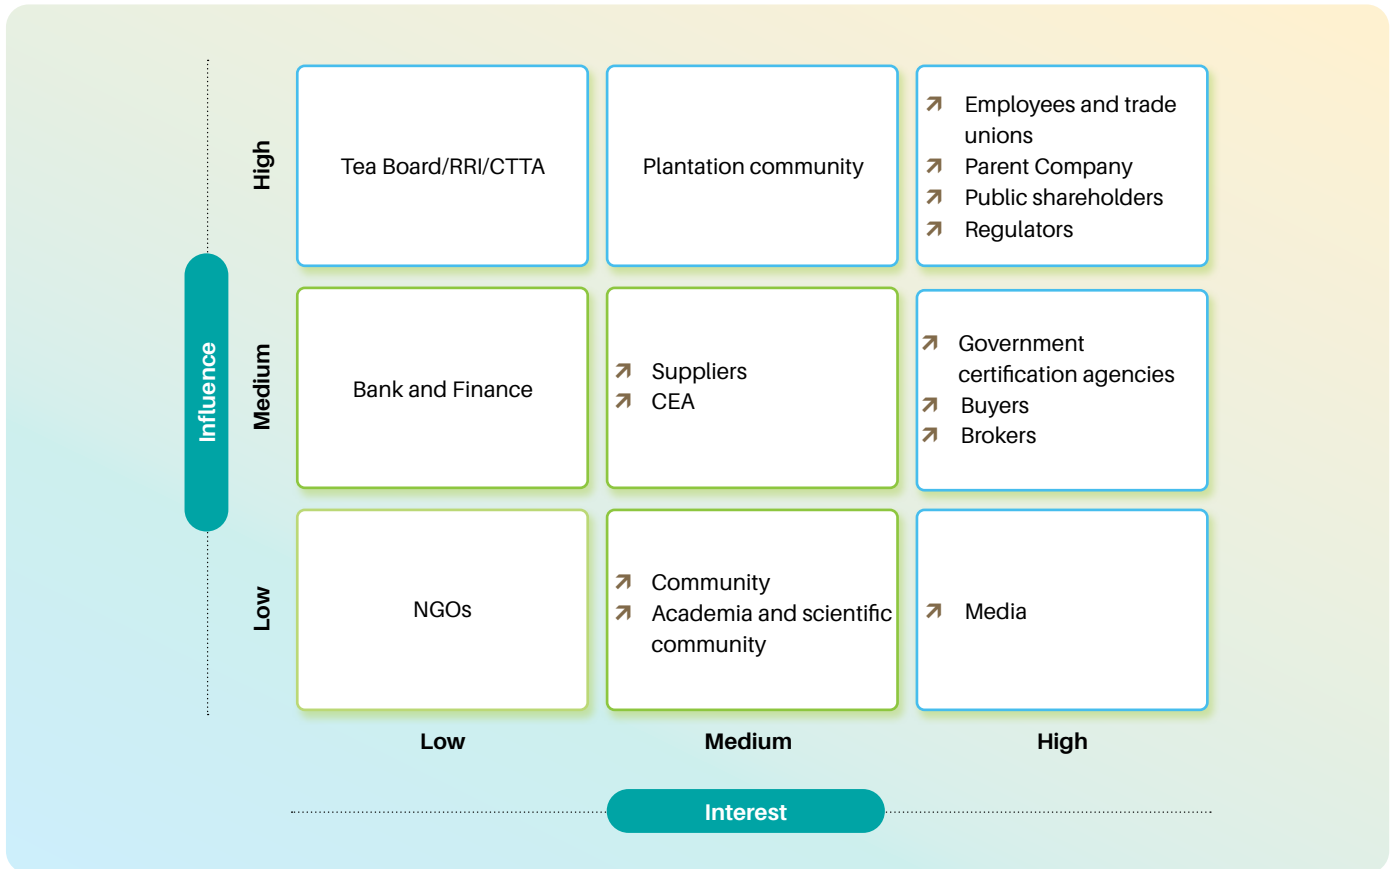 Influence
High
Tea Board/RRI/CTTA
Plantation community
Employees and trade
unions
Parent Company
Public shareholders
Regulators
Medium
Bank and Finance
Suppliers
CEA
Government
certification agencies
Buyers
Brokers
Low
NGOs
Community
Academia and scientific
community
Media
Low
Medium
High
Interest